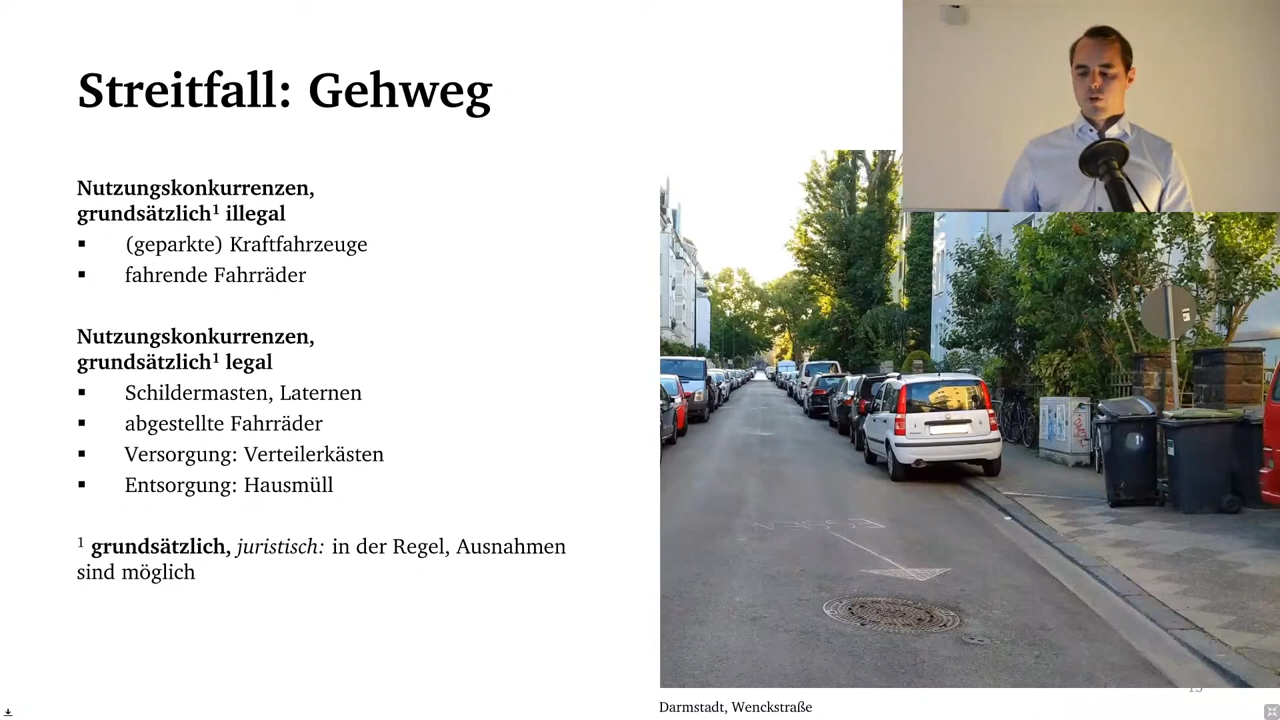 Streitfall: Gehweg
Nutzungskonkurrenzen,
grundsätzlich¹ illegal
▪ (geparkte) Kraftfahrzeuge
▪ fahrende Fahrräder
Nutzungskonkurrenzen,
grundsätzlich¹ legal
▪ Schildermasten, Laternen
▪ abgestellte Fahrräder
▪ Versorgung: Verteilerkästen
▪ Entsorgung: Hausmüll
¹ grundsätzlich, juristisch: in der Regel, Ausnahmen
sind möglich
Darmstadt, Wenckstraße